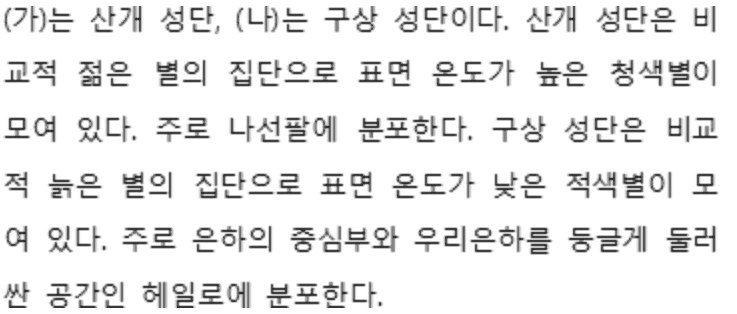 (가)는 산개 성단, (나)는 구상 성단이다. 산개 성단은 비
교적 젊은 별의 집단으로 표면 온도가 높은 청색별이
모여 있다. 주로 나선팔에 분포한다. 구상 성단은 비교
적 늙은 별의 집단으로 표면 온도가 낮은 적색별이 모
여 있다. 주로 은하의 중심부와 우리은하를 둥글게 둘러
싼 공간인 헤일로에 분포한다.